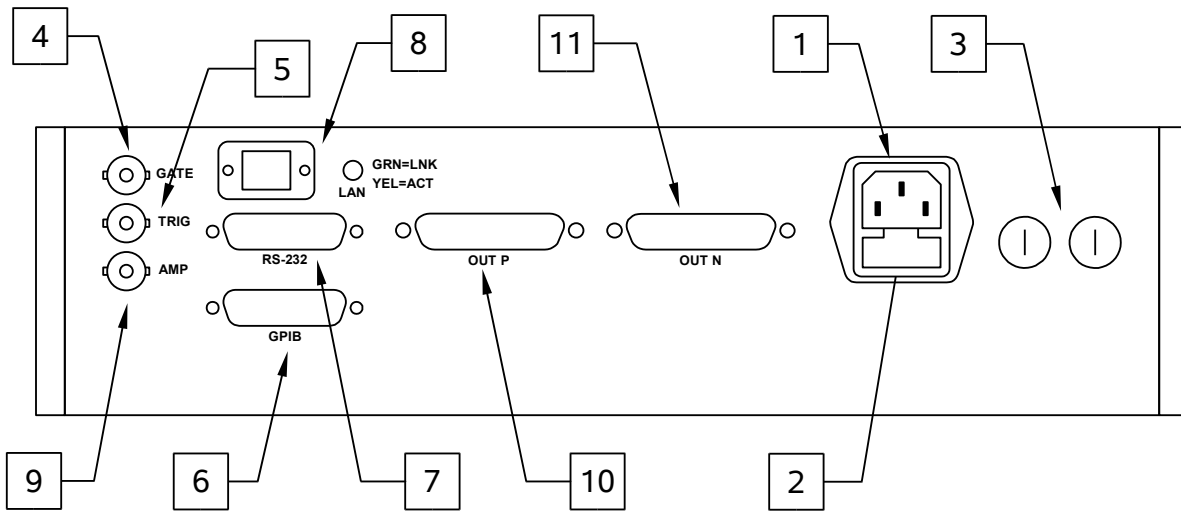 4
5
8
11
1
3
GATE
GRN=LNK
LAN
YEL=ACT
TRIG
RS-232
OUT P
OUT N
AMP
GPIB
9
6
7
10
2